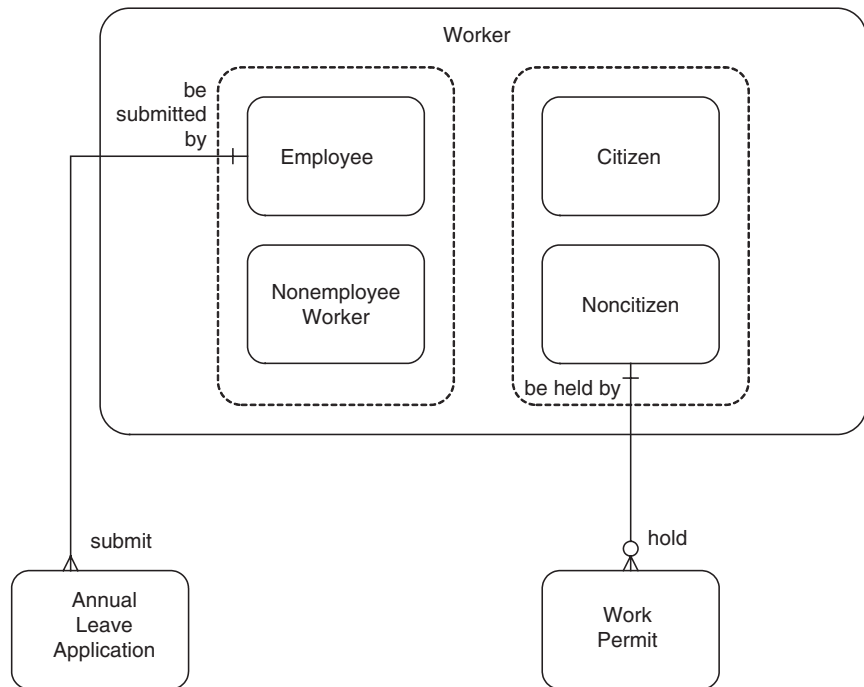 Worker
be
submitted
by
Employee
Citizen
Nonemployee
Worker
Noncitizen
be held by
submit
hold
Annual
Leave
Application
Work
Permit